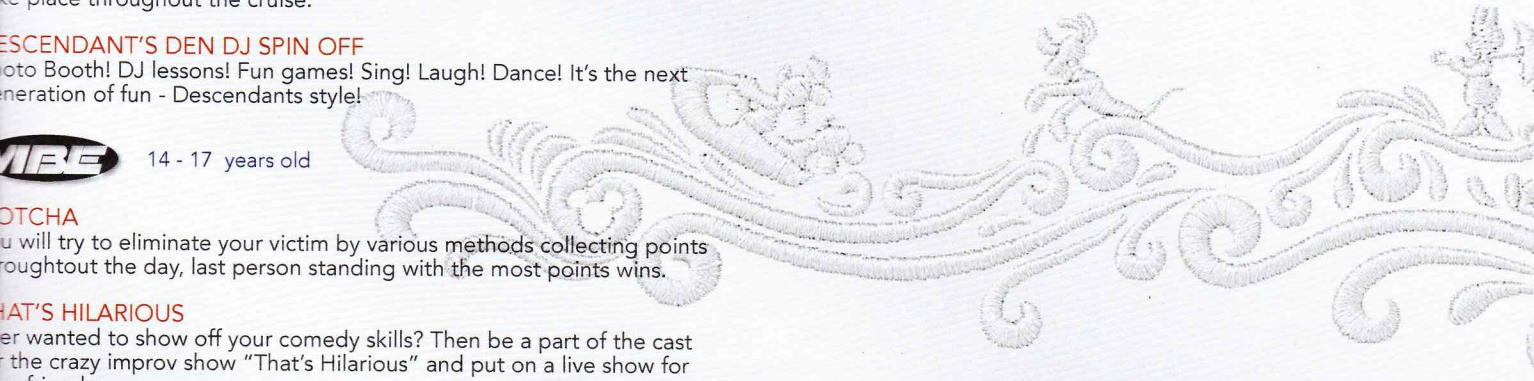 place throughout the cruise.
ESCENDANT'S DEN DJ SPIN OFF
oto Booth! DJ lessons! Fun games! Sing! Laugh! Dance! It's the next
neration of fun - Descendants style!
14 - 17 years old
OTCHA
u will try to eliminate your victim by various methods collecting points
roughtout the day, last person standing with the most points wins.
HAT'S HILARIOUS
er wanted to show off your comedy skills? Then be a part of the cast
the crazy improv show "That's Hilarious" and put on a live show for